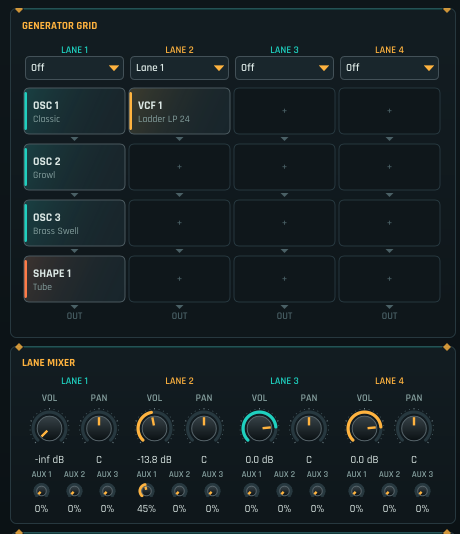 GENERATOR GRID
LANE 1 LANE 2 LANE 3 LANE 4
Off Lane 1 Off Off
OSC 1 VCF 1
Classic Ladder LP 24 + +
OSC 2
Growl + + +
OSC 3
Brass Swell + + +
SHAPE 1
Tube + + +
OUT OUT OUT OUT
LANE MIXER
LANE 1 LANE 2 LANE 3 LANE 4
VOL PAN VOL PAN VOL PAN VOL PAN
-inf dB C -13.8 dB C 0.0 dB C 0.0 dB C
AUX 1 AUX 2 AUX 3 AUX 1 AUX 2 AUX 3 AUX 1 AUX 2 AUX 3 AUX 1 AUX 2 AUX 3
0% 0% 0% 45% 0% 0% 0% 0% 0% 0% 0% 0%